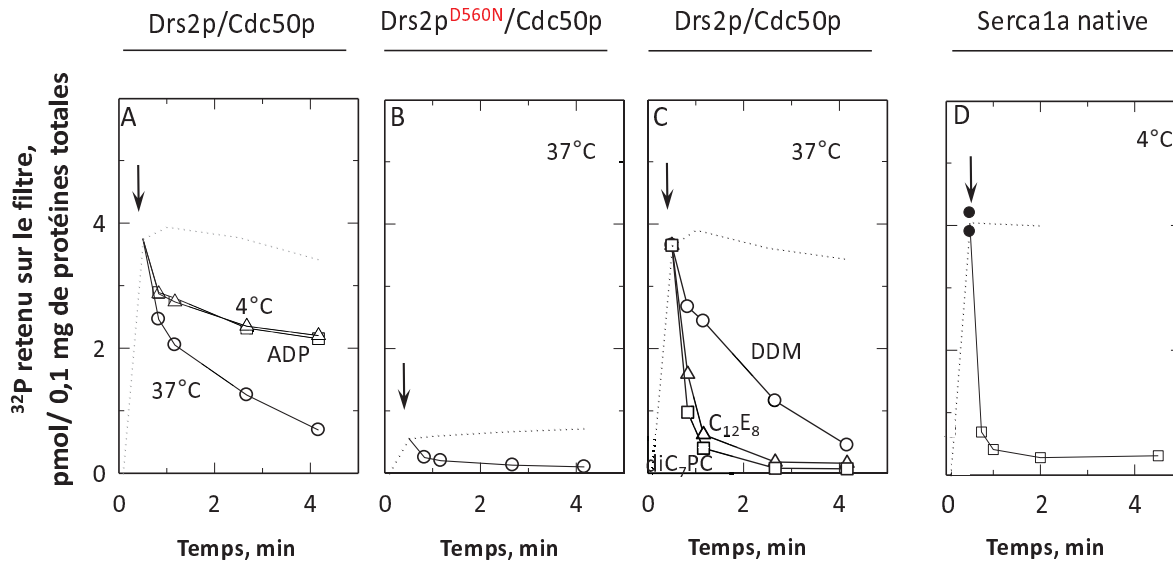 Drs2p/Cdc50p
Drs2pD560N/Cdc50p
Drs2p/Cdc50p
Serca1a native
32P retenu sur le filtre,
pmol/ 0,1 mg de protéines totales
A
4°C
ADP
37°C
4
2
0
0 2 4
Temps, min
B
37°C
0 2 4
Temps, min
C
37°C
DDM
C12E8
iC7PC
0 2 4
Temps, min
D
4°C
0 2 4
Temps, min